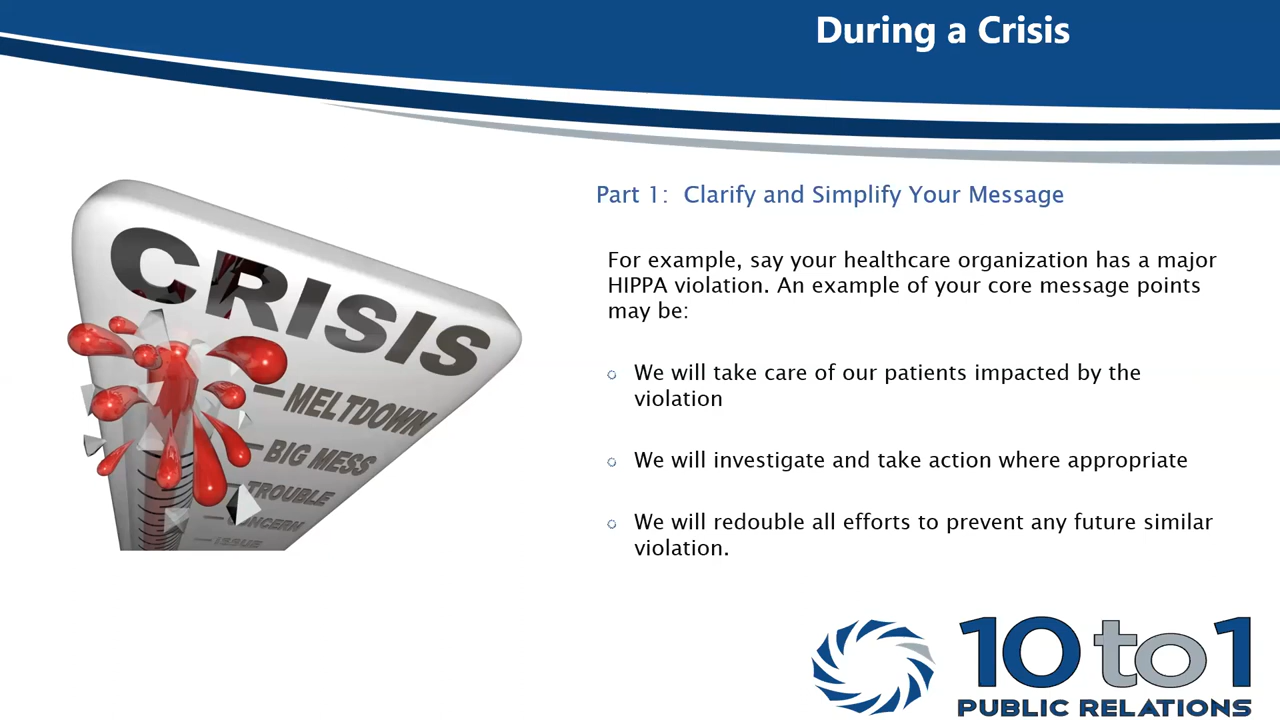 During a Crisis
CRISIS
MELTDOWN
BIG MESS
TROUBLE
CONCERN
ISSUE
Part 1:  Clarify and Simplify Your Message
For example, say your healthcare organization has a major
HIPPA violation. An example of your core message points
may be:
We will take care of our patients impacted by the
violation
We will investigate and take action where appropriate
We will redouble all efforts to prevent any future similar
violation.
10 to 1
PUBLIC RELATIONS